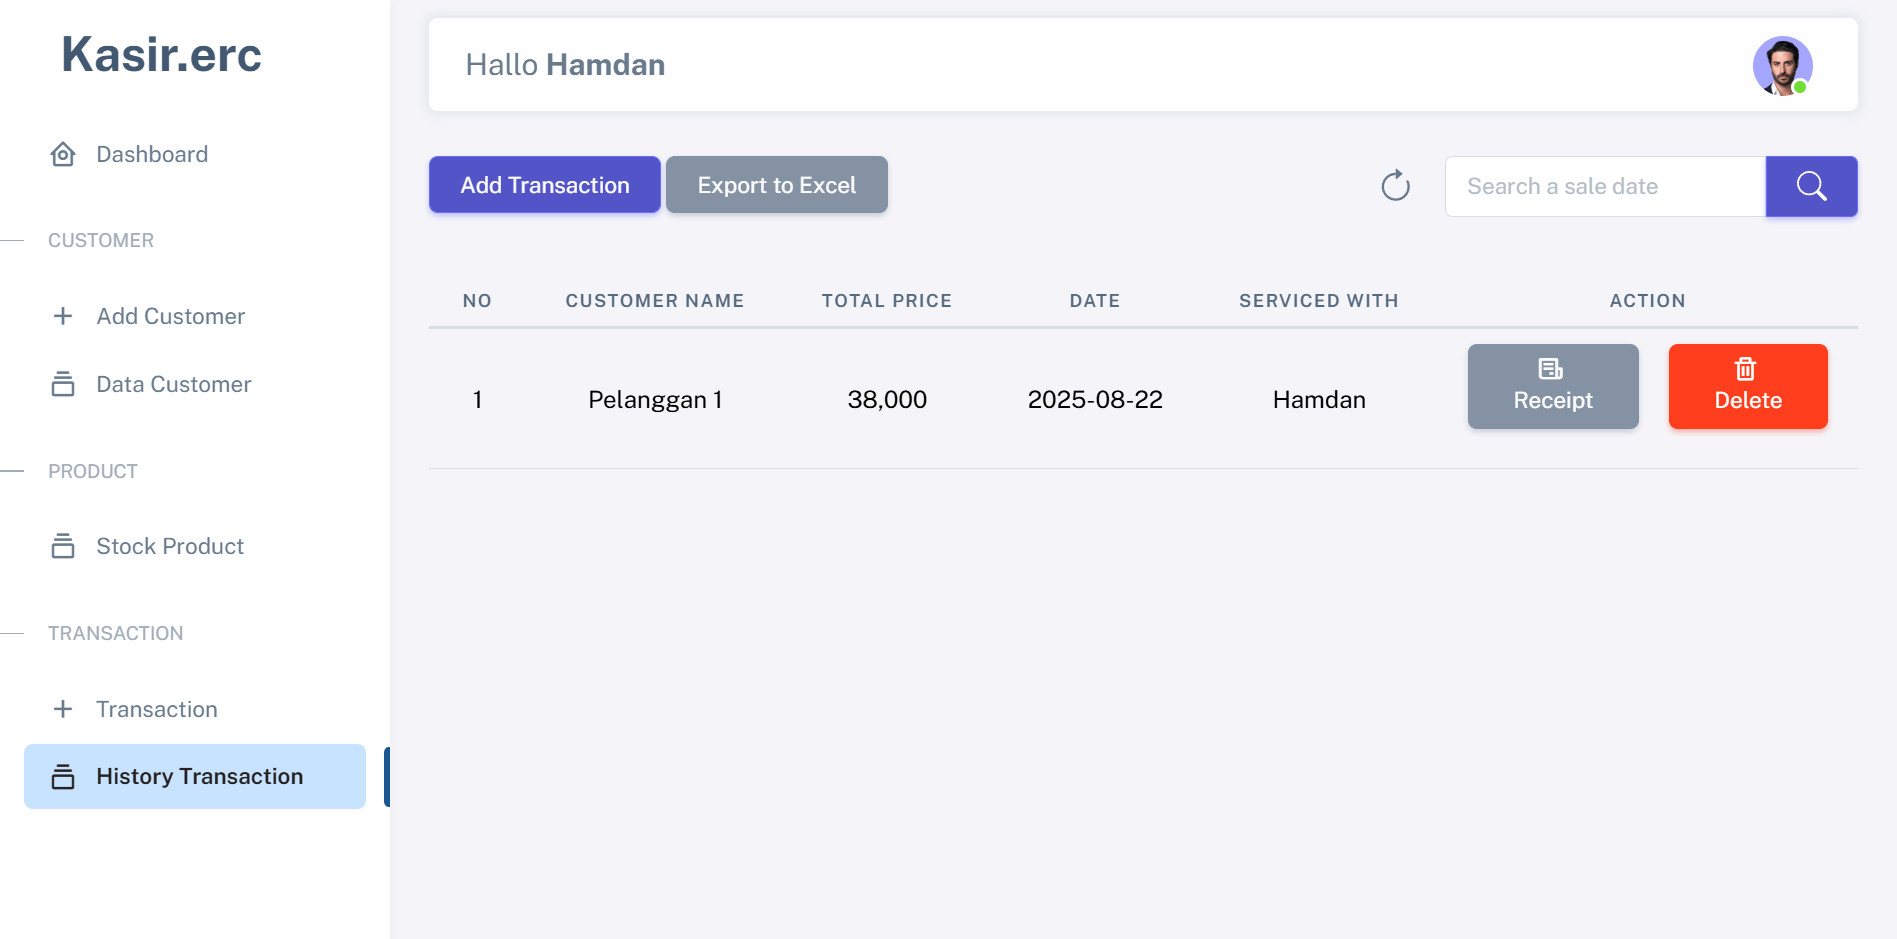 Kasir.erc
Dashboard
CUSTOMER
Add Customer
Data Customer
PRODUCT
Stock Product
TRANSACTION
Transaction
History Transaction
Hallo Hamdan
Add Transaction Export to Excel Search a sale date
NO CUSTOMER NAME TOTAL PRICE DATE SERVICED WITH ACTION
1 Pelanggan 1 38,000 2025-08-22 Hamdan Receipt Delete